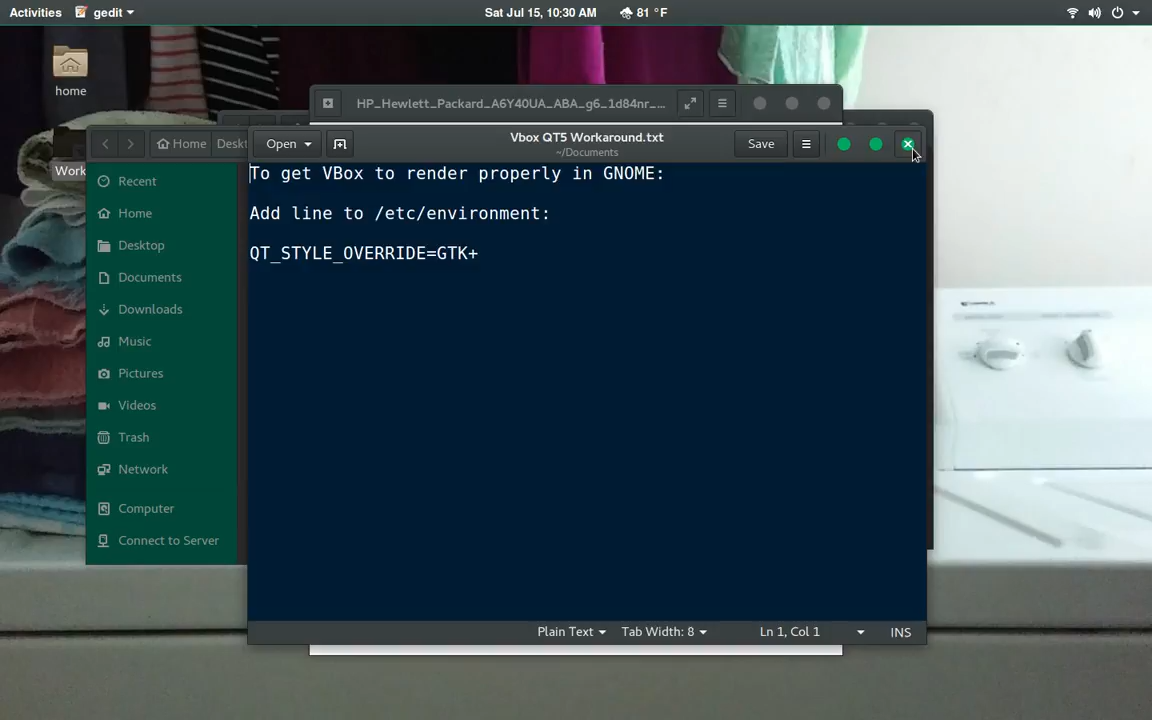 Activities gedit Sat Jul 15, 10:30 AM 81 °F
home
HP_Hewlett_Packard_A6Y40UA_ABA_g6_1d84nr_...
Home Deskt
Open Vbox QT5 Workaround.txt Save
~/Documents
Work
Recent
Home
Desktop
Documents
Downloads
Music
Pictures
Videos
Trash
Network
Computer
Connect to Server
To get VBox to render properly in GNOME:
Add line to /etc/environment:
QT_STYLE_OVERRIDE=GTK+
Plain Text Tab Width: 8 Ln 1, Col 1 INS